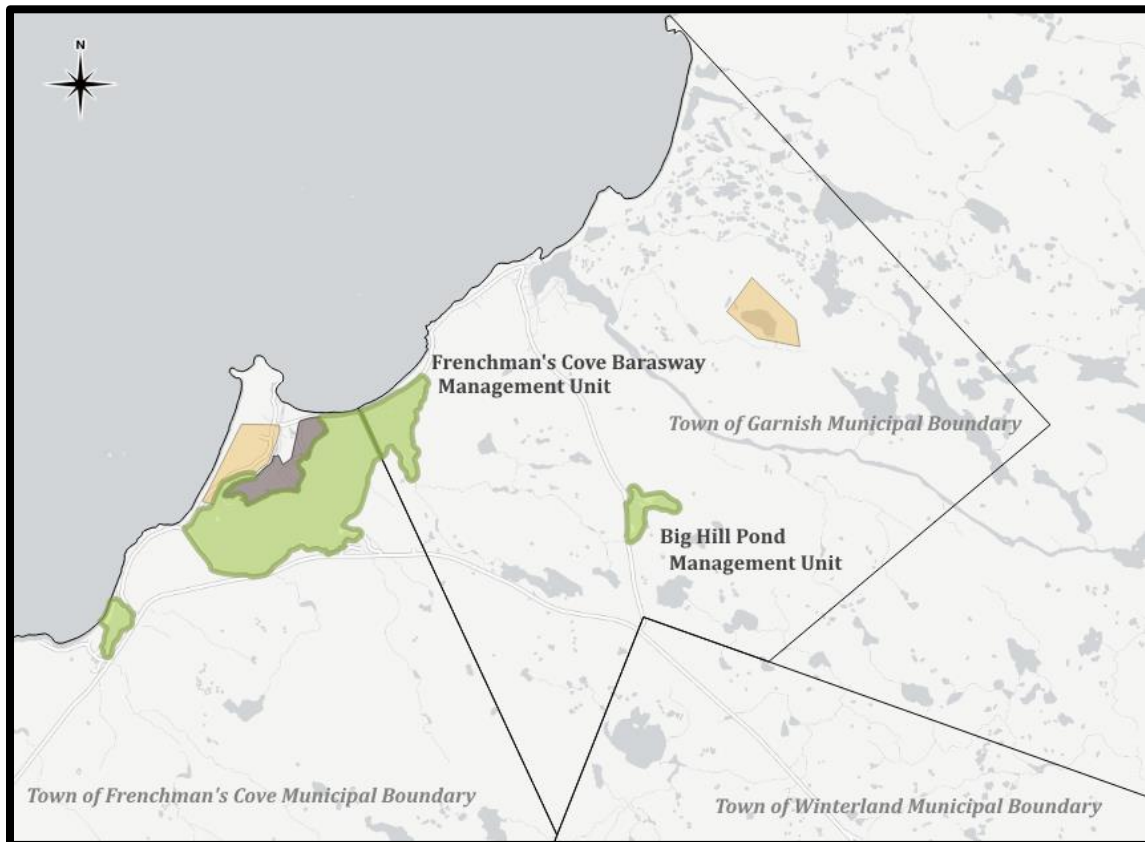 N
Frenchman's Cove Barasway
Management Unit
Town of Garnish Municipal Boundary
Big Hill Pond
Management Unit
Town of Frenchman's Cove Municipal Boundary
Town of Winterland Municipal Boundary